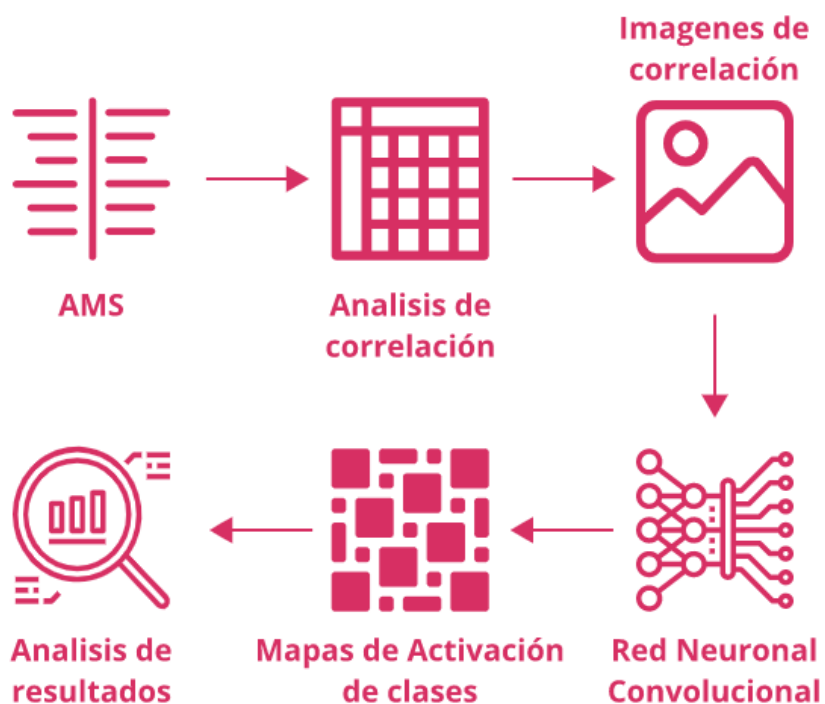 Imagenes de
correlación
AMS
Analisis de
correlación
Analisis de
resultados
Mapas de Activación
de clases
Red Neuronal
Convolucional